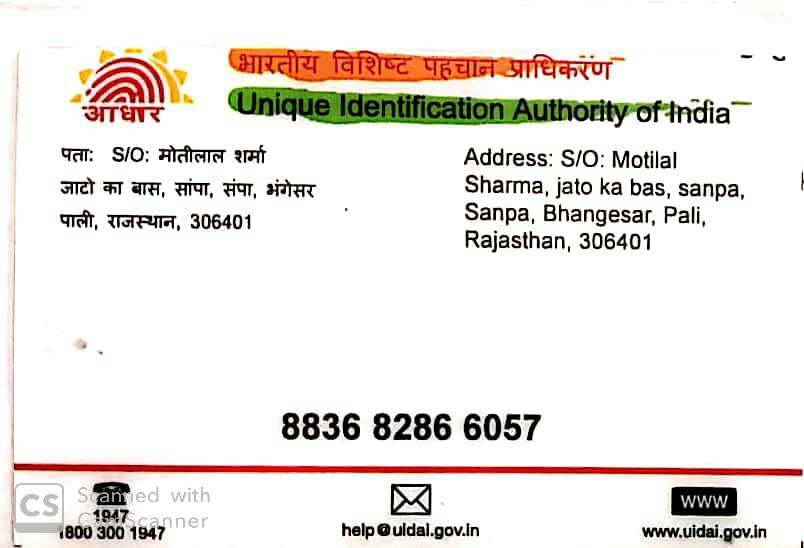 भारतीय विशिष्ट पहचान प्राधिकरण
Unique Identification Authority of India
आधार
पता: S/O: मोतीलाल शर्मा
जाटो का बास, सांपा, संपा, भंगेसर
पाली, राजस्थान, 306401
Address: S/O: Motilal
Sharma, jato ka bas, sanpa,
Sanpa, Bhangesar, Pali,
Rajasthan, 306401
8836 8286 6057
1947
1800 300 1947
help@uidai.gov.in
WWW
www.uidai.gov.in
CS
Scanned with
CamScanner